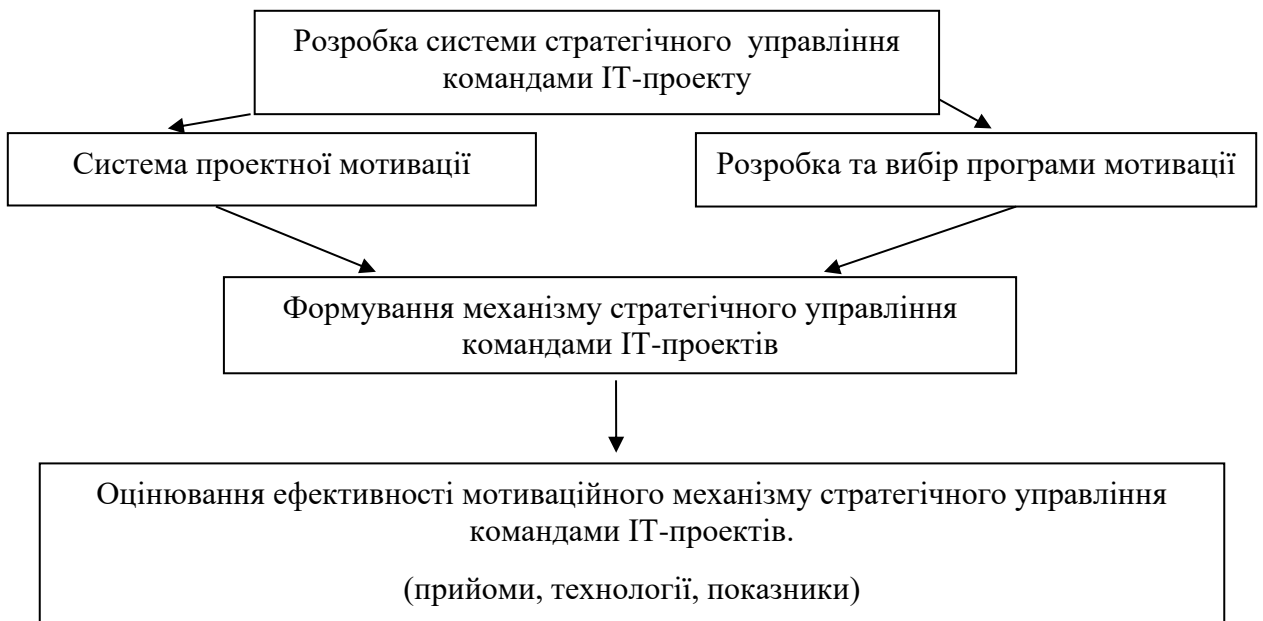 Розробка системи стратегічного управління
командами ІТ-проекту
Система проектної мотивації
Розробка та вибір програми мотивації
Формування механізму стратегічного управління
командами ІТ-проектів
Оцінювання ефективності мотиваційного механізму стратегічного управління
командами ІТ-проектів.
(прийоми, технології, показники)